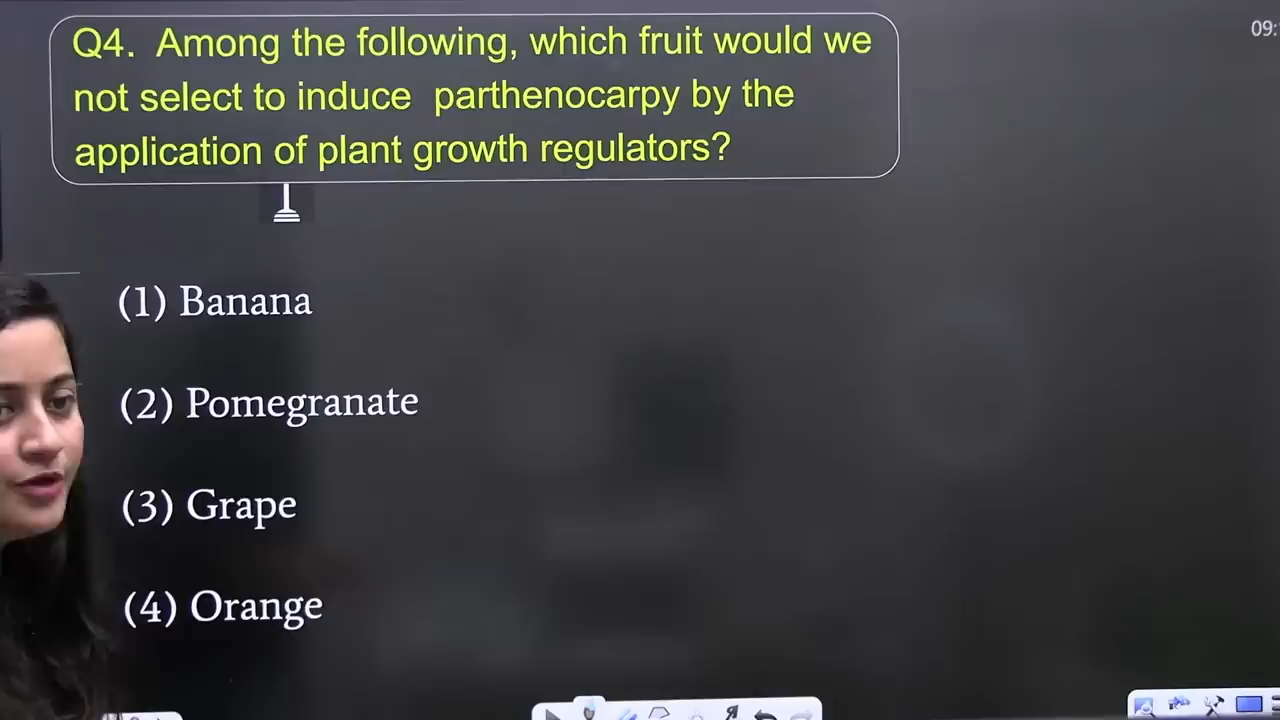 Q4. Among the following, which fruit would we
not select to induce parthenocarpy by the
application of plant growth regulators?
09:
(1) Banana
(2) Pomegranate
(3) Grape
(4) Orange